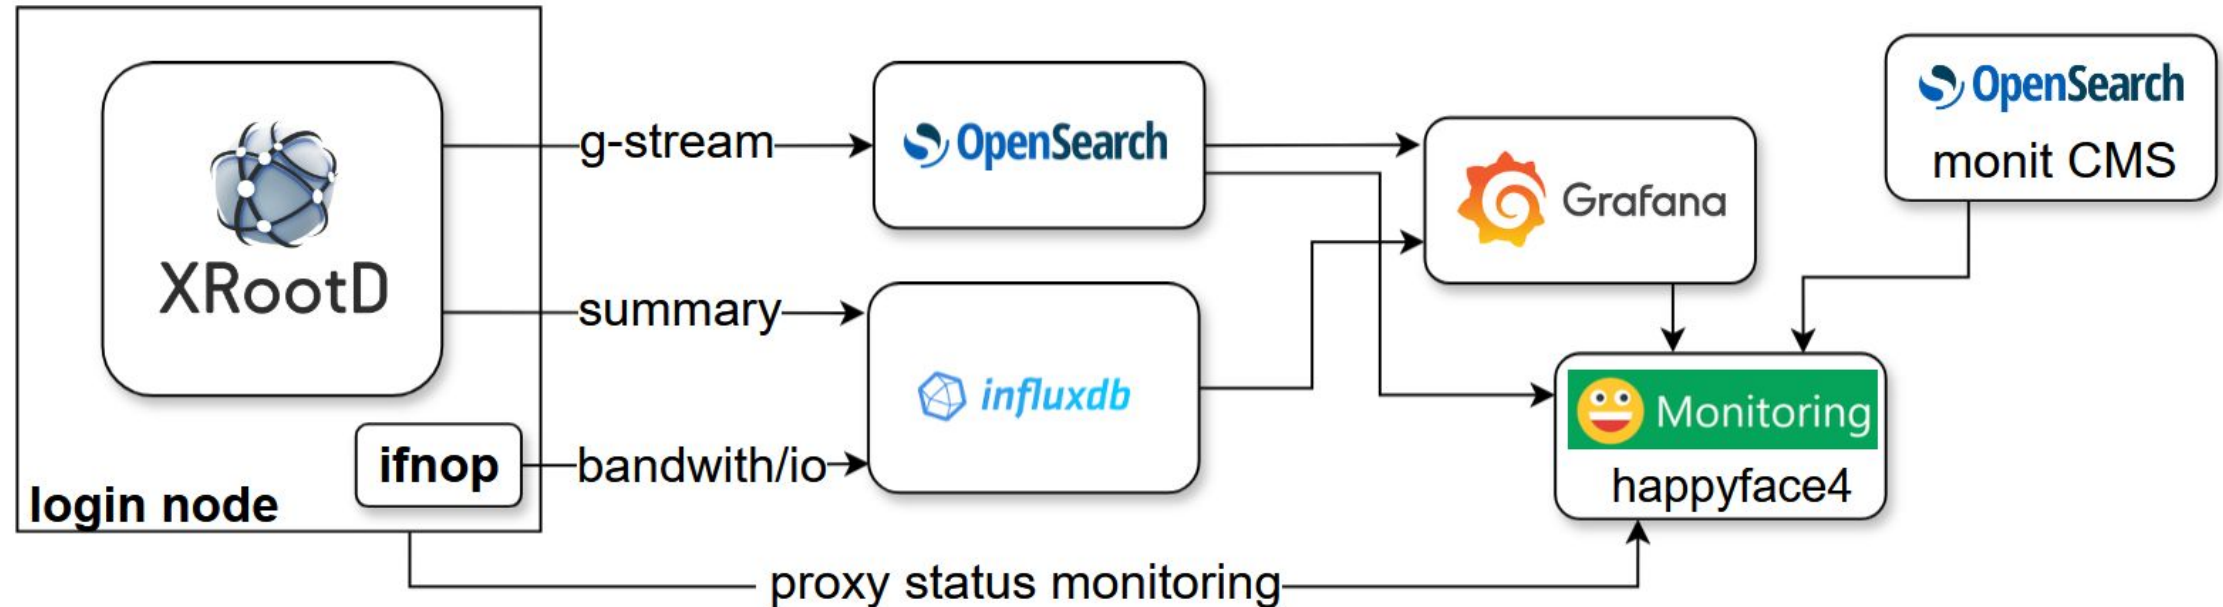 XRootD
ifnop
login node
g-stream
summary
bandwith/io
proxy status monitoring
OpenSearch
influxdb
Grafana
OpenSearch
monit CMS
Monitoring
happyface4